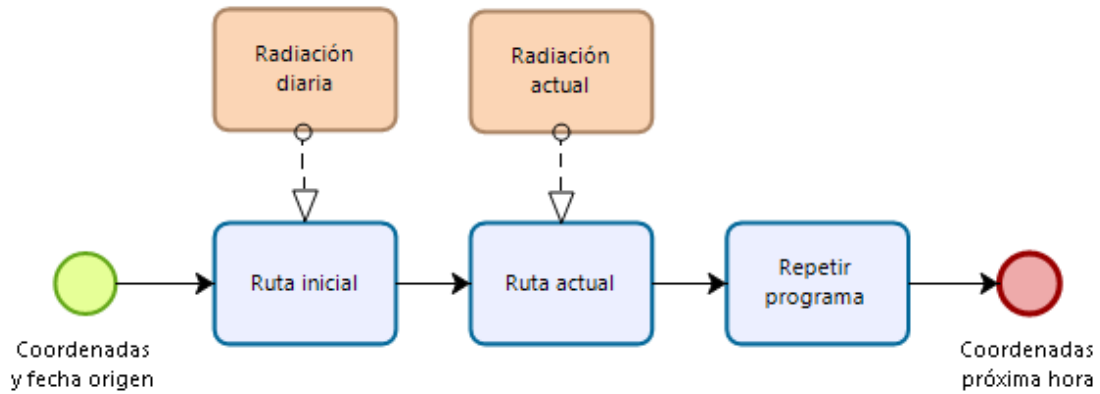 Radiación
diaria
Radiación
actual
Ruta inicial
Ruta actual
Repetir
programa
Coordenadas
y fecha origen
Coordenadas
próxima hora